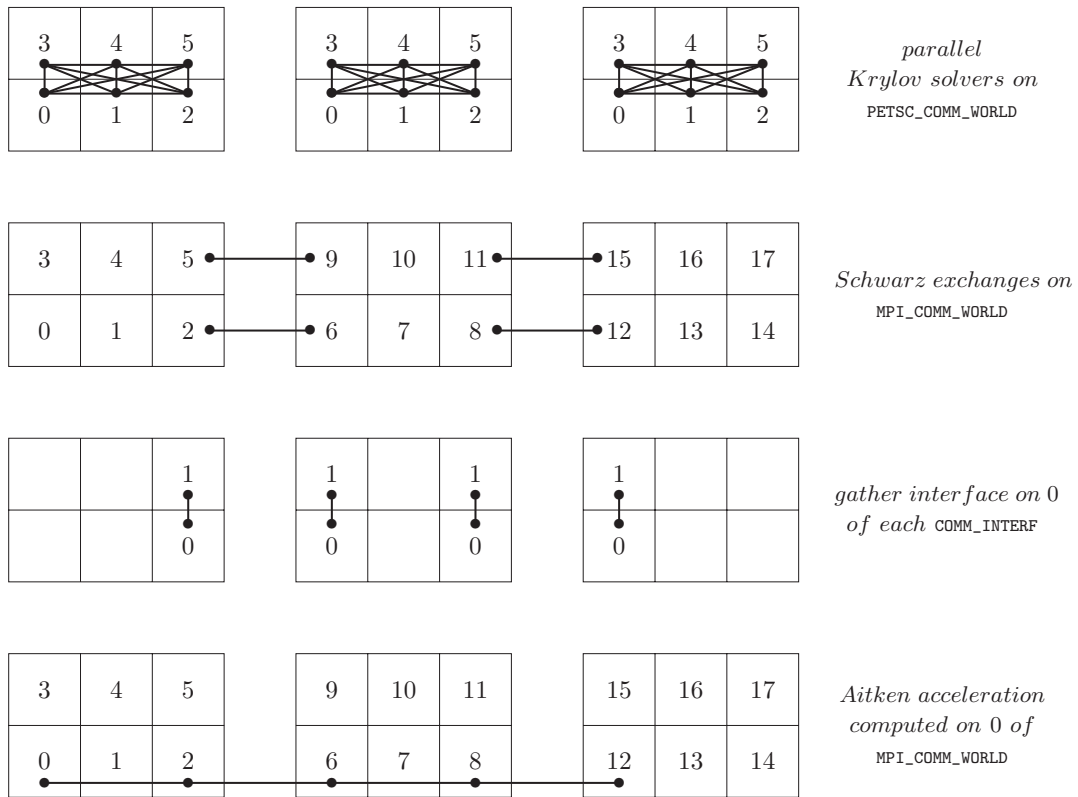 3 4 5 3 4 5 3 4 5
0 1 2 0 1 2 0 1 2
parallel
Krylov solvers on
PETSC_COMM_WORLD
3 4 5 9 10 11 15 16 17
0 1 2 6 7 8 12 13 14
Schwarz exchanges on
MPI_COMM_WORLD
1 1 1 1
0 0 0 0
gather interface on 0
of each COMM_INTERF
3 4 5 9 10 11 15 16 17
0 1 2 6 7 8 12 13 14
Aitken acceleration
computed on 0 of
MPI_COMM_WORLD